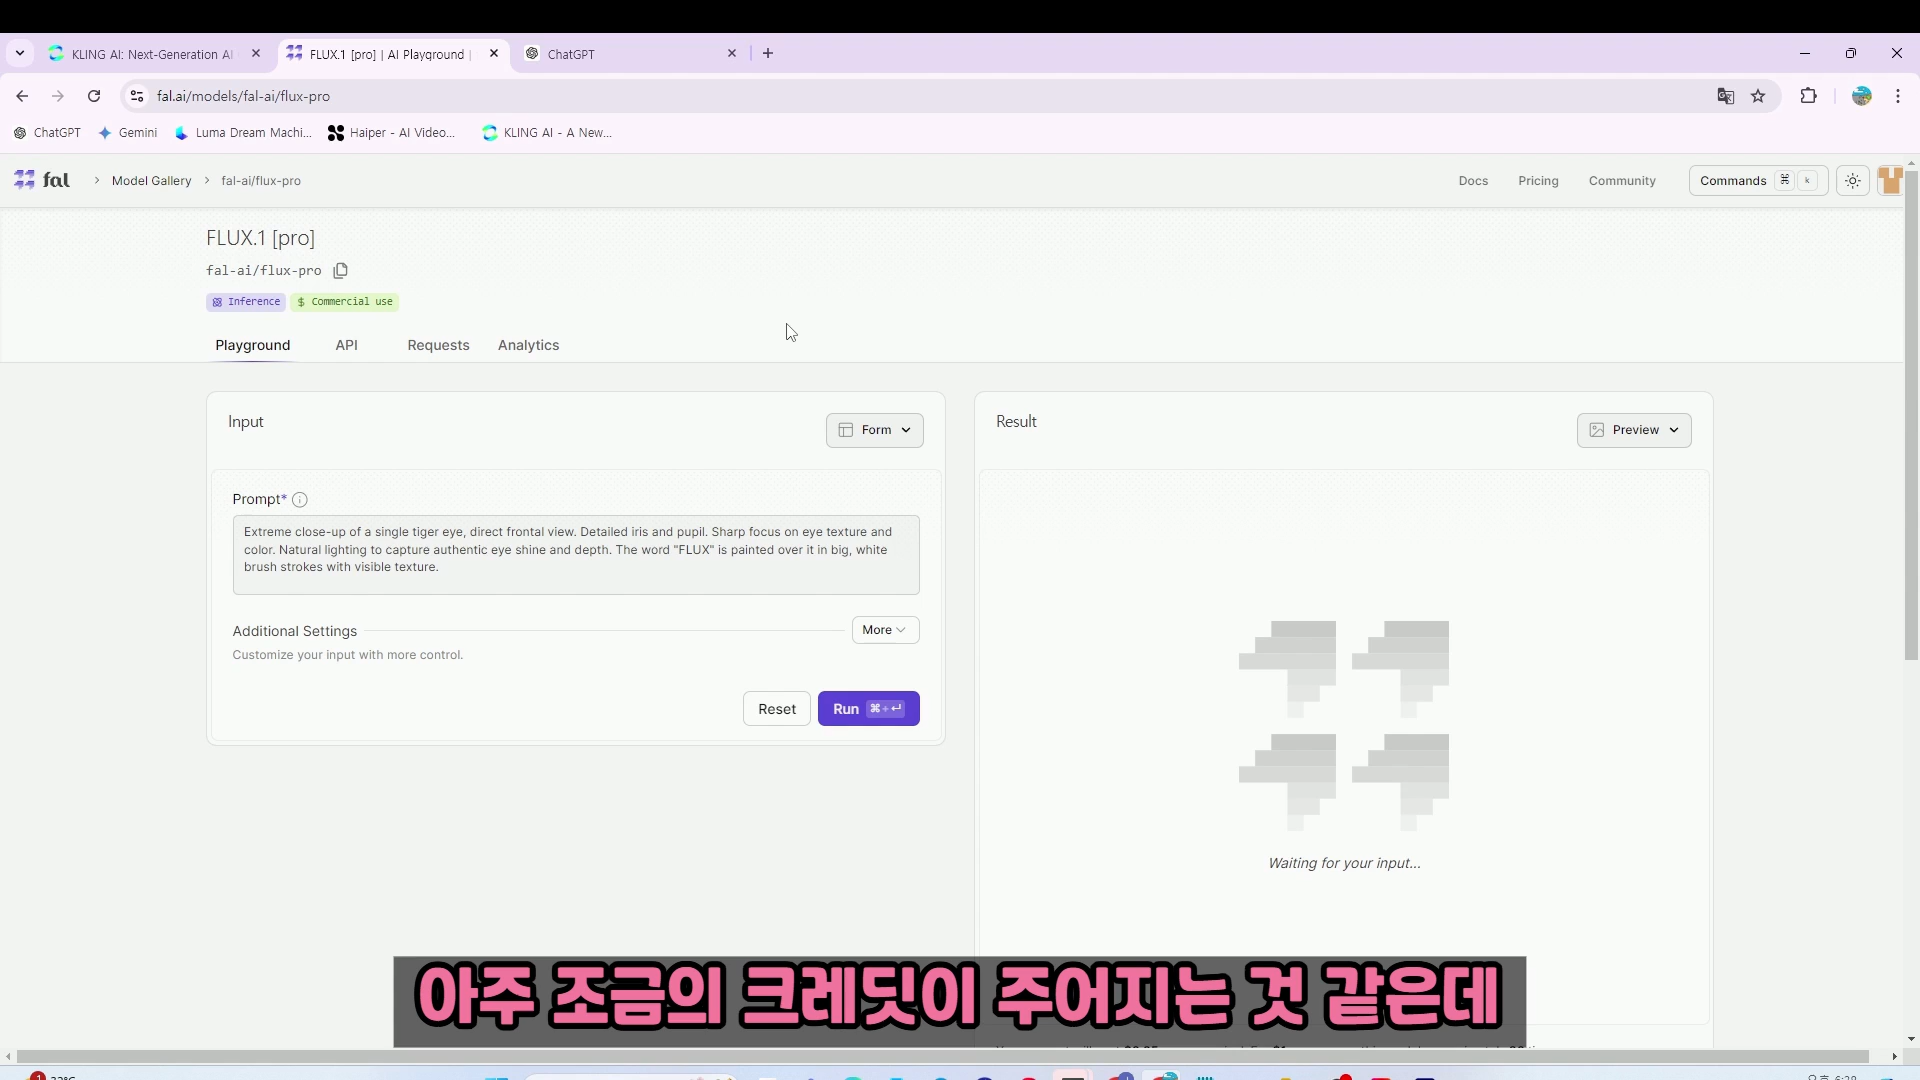 KLING AI: Next-Generation AI
FLUX.1 [pro] | AI Playground |
ChatGPT
fal.ai/models/fal-ai/flux-pro
ChatGPT
Gemini
Luma Dream Machi...
Haiper - AI Video...
KLING AI - A New...
fal
Model Gallery
fal-ai/flux-pro
Docs
Pricing
Community
Commands ⌘ k
FLUX.1 [pro]
fal-ai/flux-pro
Inference
$ Commercial use
Playground
API
Requests
Analytics
Input
Form
Prompt*
Extreme close-up of a single tiger eye, direct frontal view. Detailed iris and pupil. Sharp focus on eye texture and
color. Natural lighting to capture authentic eye shine and depth. The word "FLUX" is painted over it in big, white
brush strokes with visible texture.
Additional Settings
More
Customize your input with more control.
Reset
Run ⌘+↵
Result
Preview
Waiting for your input...
아주 조금의 크레딧이 주어지는 것 같은데